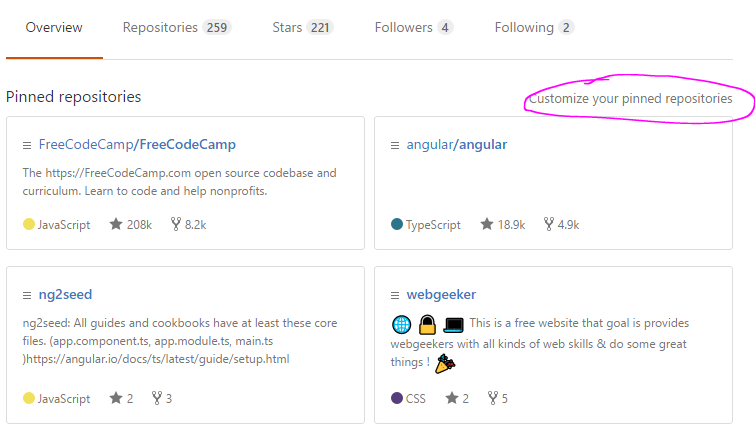 Overview Repositories 259 Stars 221 Followers 4 Following 2
Pinned repositories
Customize your pinned repositories
FreeCodeCamp/FreeCodeCamp
The https://FreeCodeCamp.com open source codebase and
curriculum. Learn to code and help nonprofits.
JavaScript 208k 8.2k
angular/angular
TypeScript 18.9k 4.9k
ng2seed
ng2seed: All guides and cookbooks have at least these core
files. (app.component.ts, app.module.ts, main.ts
)https://angular.io/docs/ts/latest/guide/setup.html
JavaScript 2 3
webgeeker
This is a free website that goal is provides
webgeekers with all kinds of web skills & do some great
things !
CSS 2 5